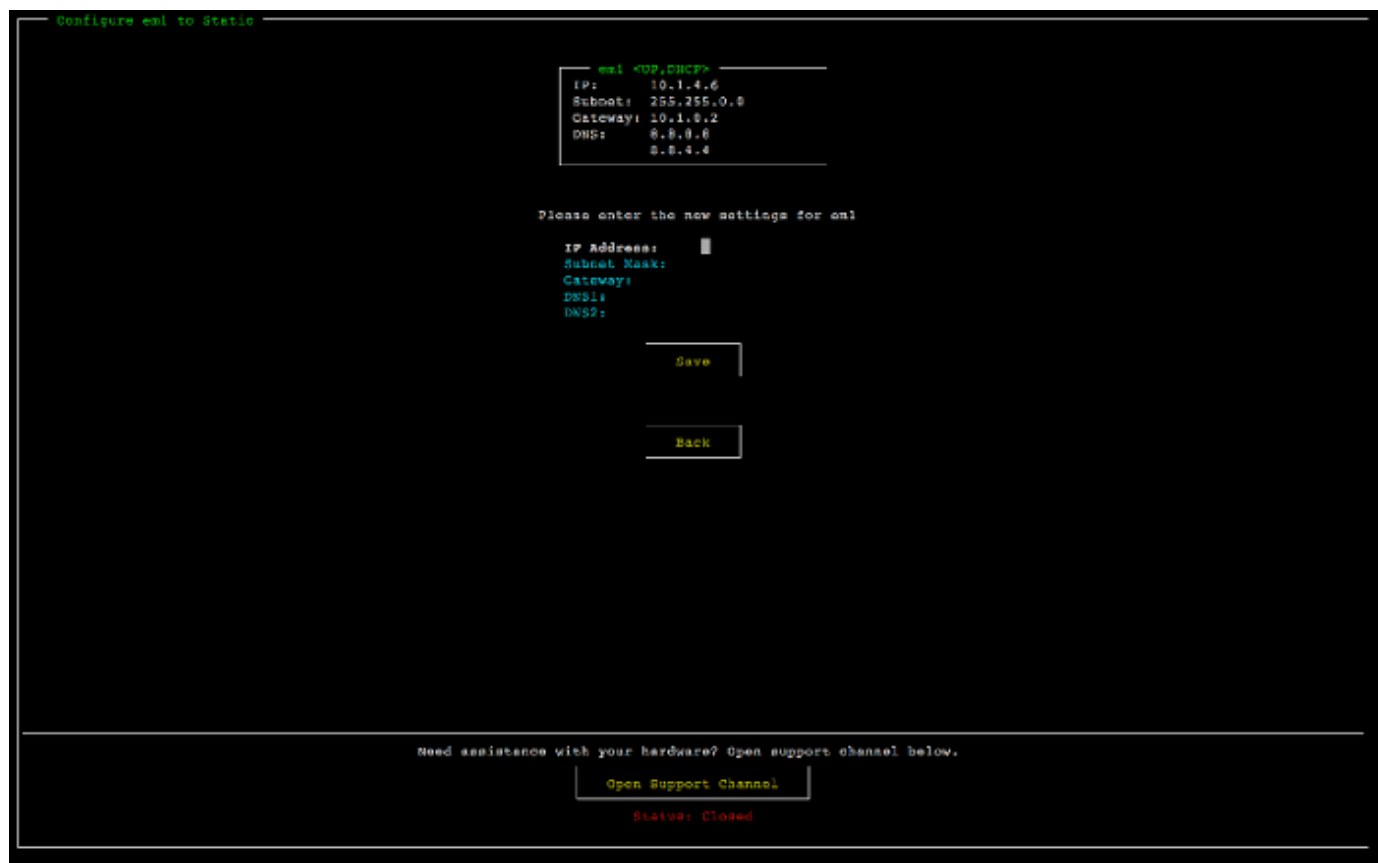 Configure em1 to Static
em1 <UP,DHCP>
IP: 10.1.4.6
Subnet: 255.255.0.0
Gateway: 10.1.0.2
DNS: 8.8.8.8
8.8.4.4
Please enter the new settings for em1
IP Address:
Subnet Mask:
Gateway:
DNS1:
DNS2:
Save
Back
Need assistance with your hardware? Open support channel below.
Open Support Channel
Status: Closed